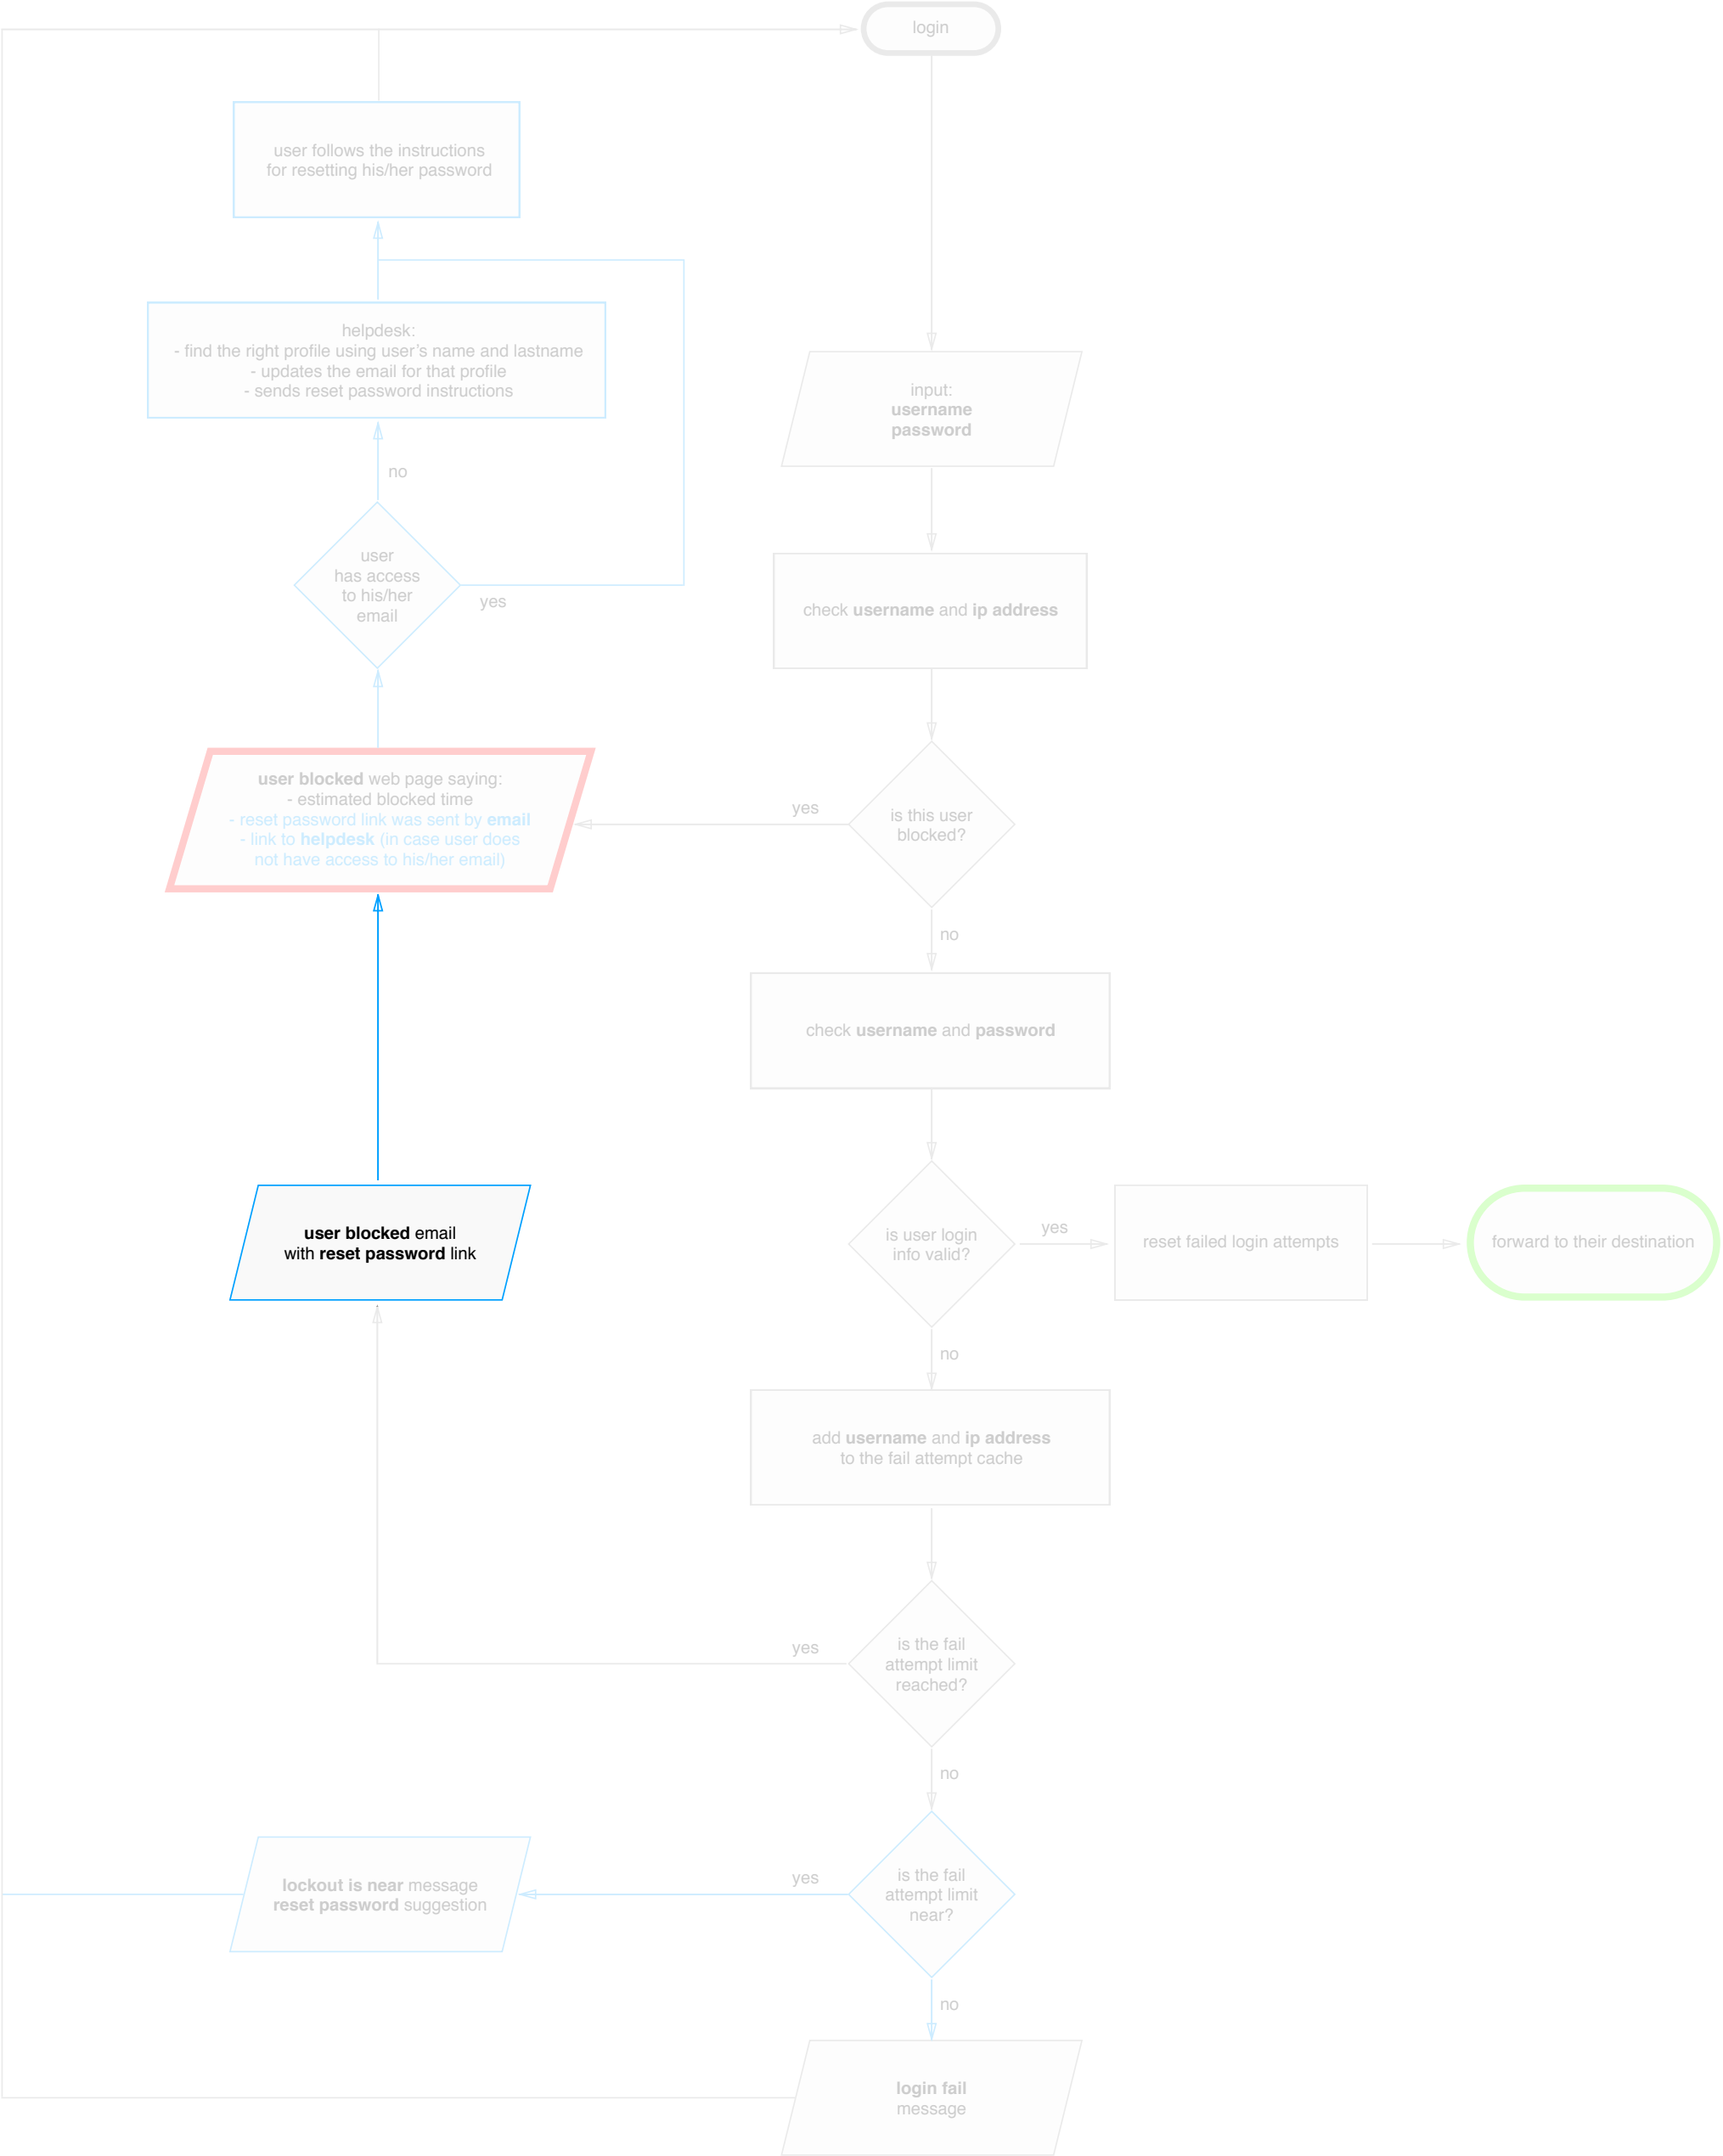 login
user follows the instructions
for resetting his/her password
helpdesk:
- find the right profile using user’s name and lastname
- updates the email for that profile
- sends reset password instructions
input:
username
password
no
user
has access
to his/her
email
yes
check username and ip address
user blocked web page saying:
- estimated blocked time
- reset password link was sent by email
- link to helpdesk (in case user does
not have access to his/her email)
yes
is this user
blocked?
no
check username and password
user blocked email
with reset password link
is user login
info valid?
yes
reset failed login attempts
forward to their destination
no
add username and ip address
to the fail attempt cache
yes
is the fail
attempt limit
reached?
no
lockout is near message
reset password suggestion
yes
is the fail
attempt limit
near?
no
login fail
message